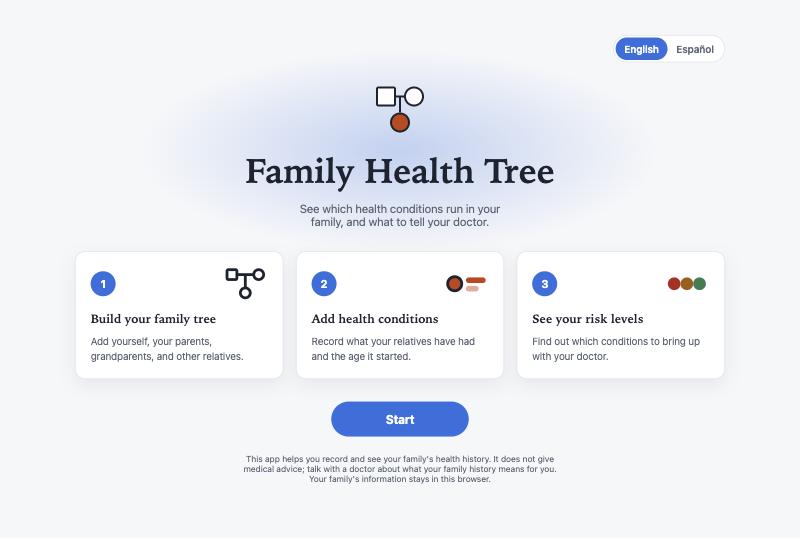 English Español
Family Health Tree
See which health conditions run in your
family, and what to tell your doctor.
1
Build your family tree
Add yourself, your parents,
grandparents, and other relatives.
2
Add health conditions
Record what your relatives have had
and the age it started.
3
See your risk levels
Find out which conditions to bring up
with your doctor.
Start
This app helps you record and see your family's health history. It does not give
medical advice; talk with a doctor about what your family history means for you.
Your family's information stays in this browser.